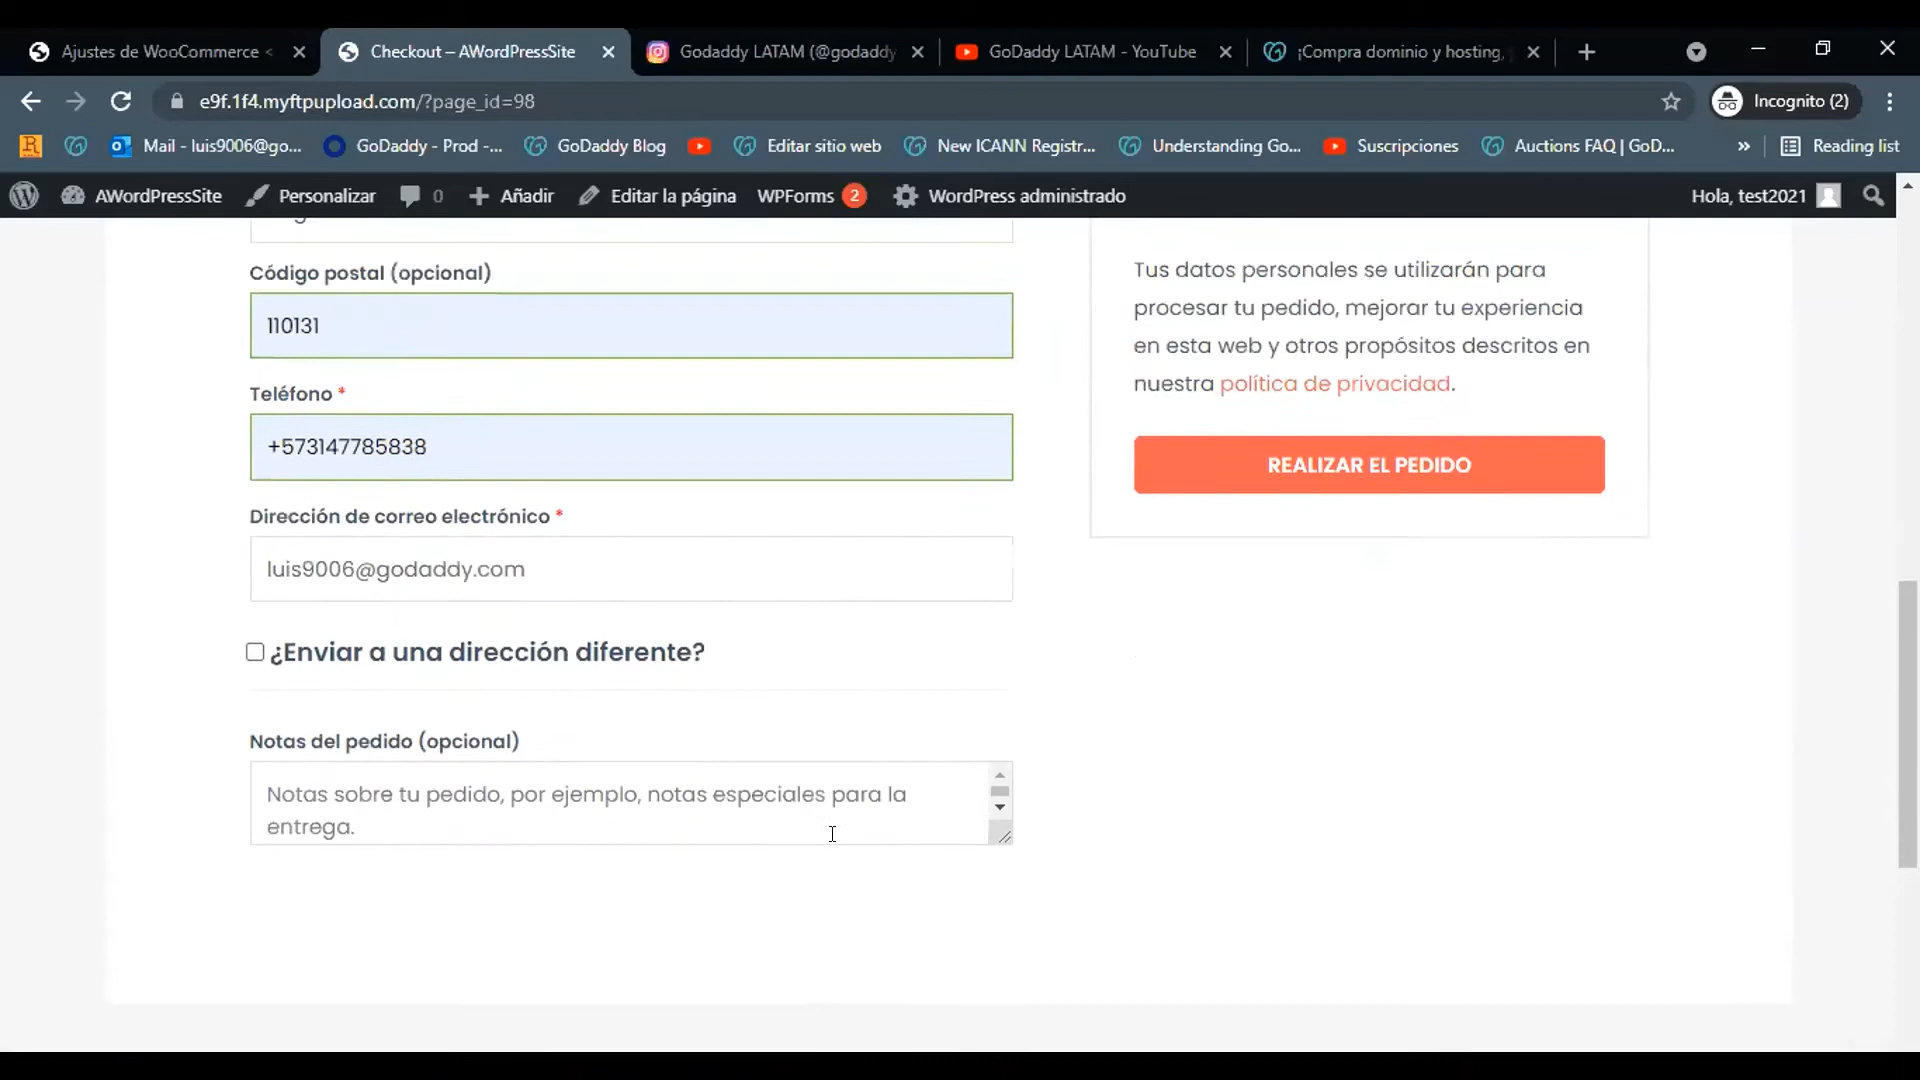 Ajustes de WooCommerce <
Checkout – AWordPressSite
Godaddy LATAM (@godaddy
GoDaddy LATAM - YouTube
¡Compra dominio y hosting,
e9f.1f4.myftpupload.com/?page_id=98
Incognito (2)
Mail - luis9006@go...
GoDaddy - Prod -...
GoDaddy Blog
Editar sitio web
New ICANN Registr...
Understanding Go...
Suscripciones
Auctions FAQ | GoD...
»
Reading list
AWordPressSite
Personalizar
0
Añadir
Editar la página
WPForms 2
WordPress administrado
Hola, test2021
Código postal (opcional)
110131
Teléfono *
+573147785838
Dirección de correo electrónico *
luis9006@godaddy.com
¿Enviar a una dirección diferente?
Notas del pedido (opcional)
Notas sobre tu pedido, por ejemplo, notas especiales para la
entrega.
Tus datos personales se utilizarán para
procesar tu pedido, mejorar tu experiencia
en esta web y otros propósitos descritos en
nuestra política de privacidad.
REALIZAR EL PEDIDO